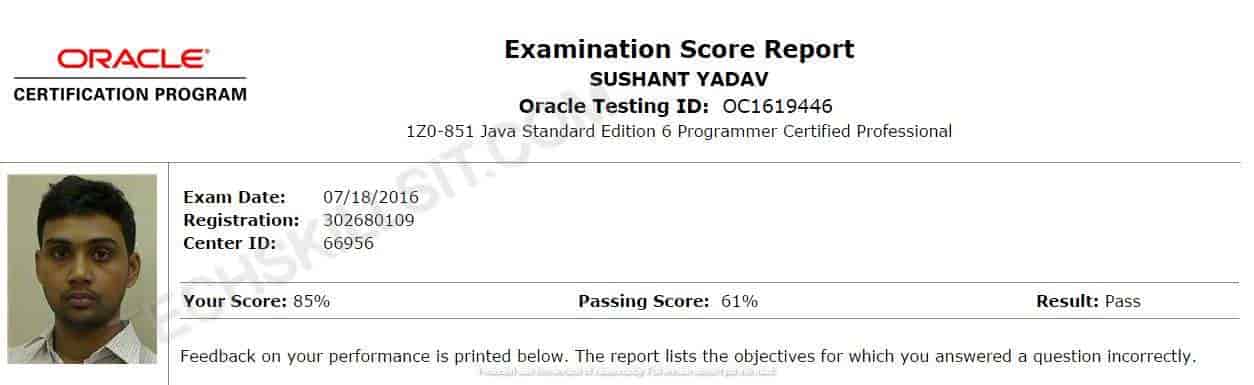 ORACLE®
CERTIFICATION PROGRAM
Examination Score Report
SUSHANT YADAV
Oracle Testing ID: OC1619446
1Z0-851 Java Standard Edition 6 Programmer Certified Professional
Exam Date: 07/18/2016
Registration: 302680109
Center ID: 66956
Your Score: 85% Passing Score: 61% Result: Pass
Feedback on your performance is printed below. The report lists the objectives for which you answered a question incorrectly.
TECHSKILLSIT.COM